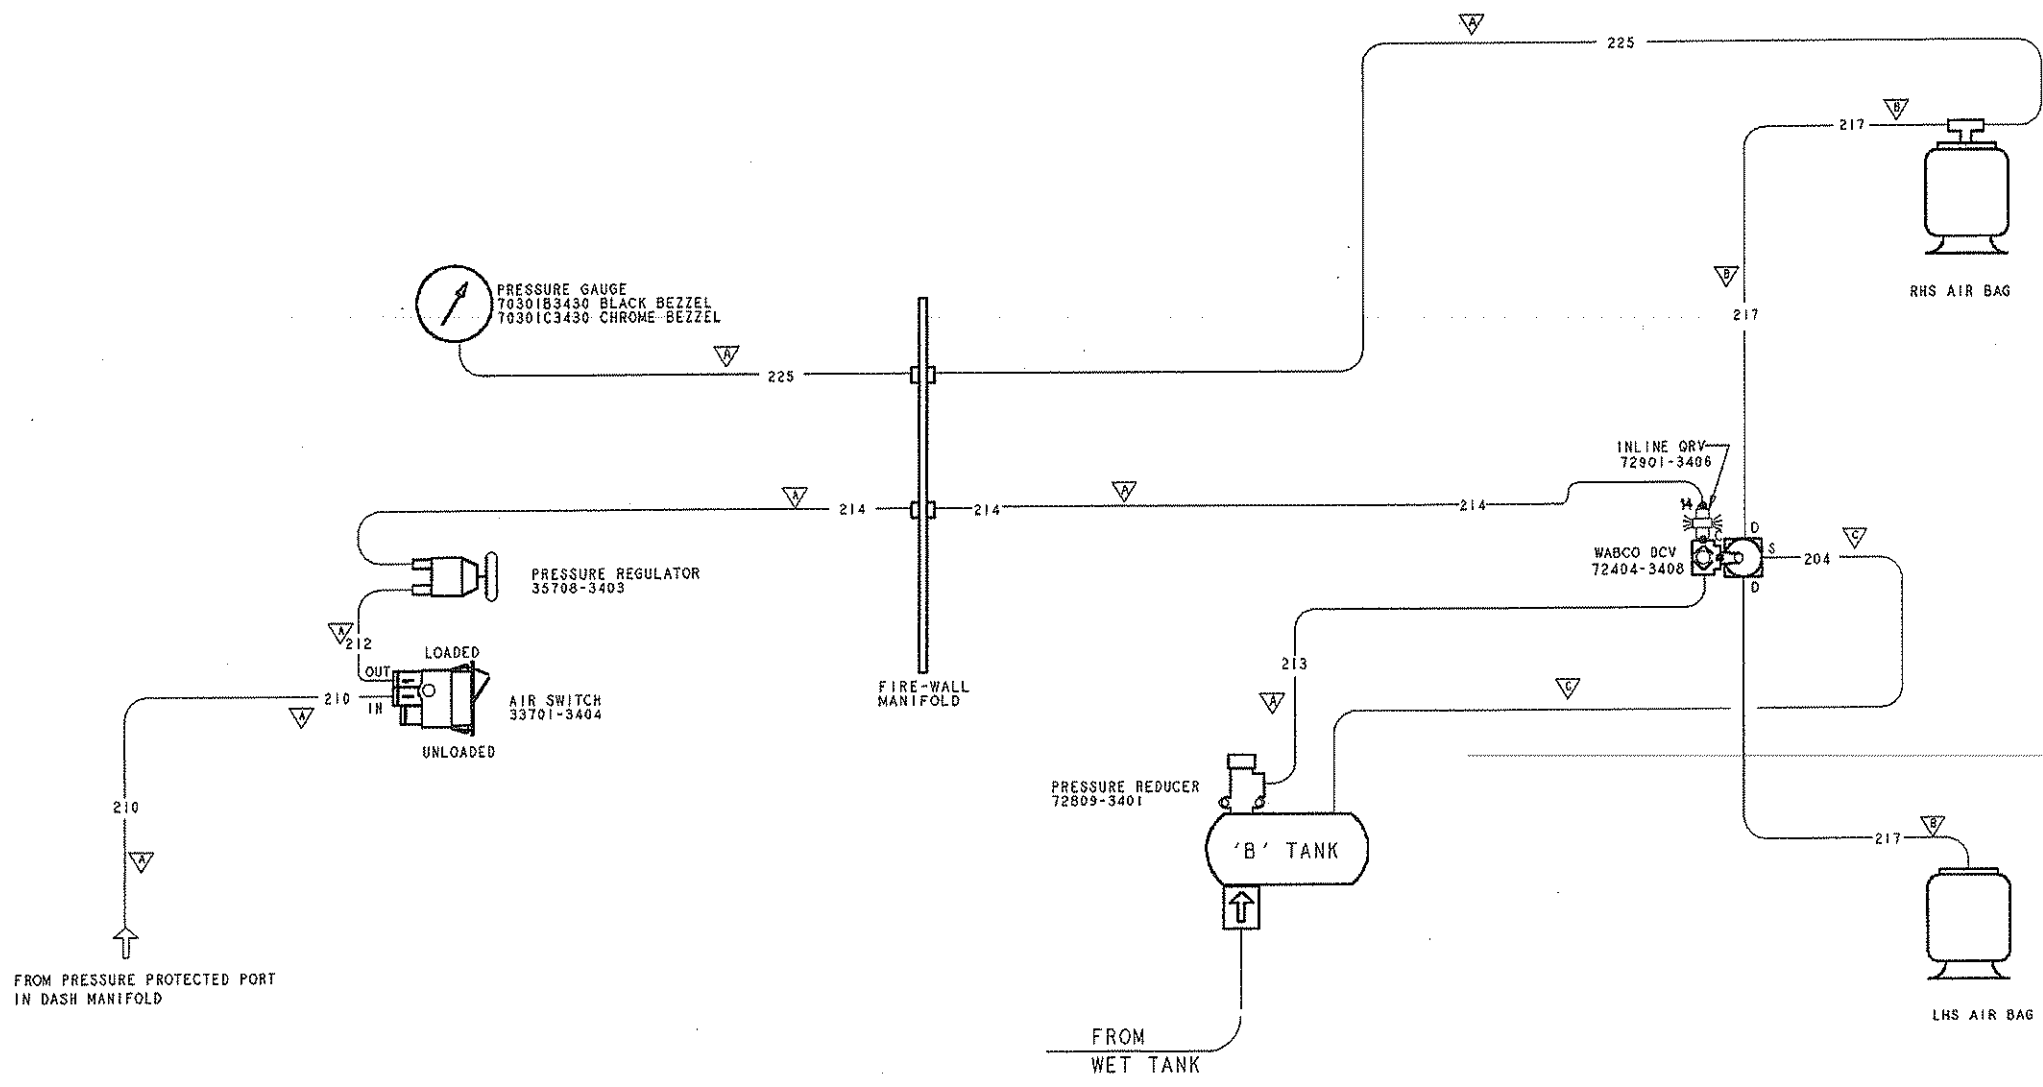 A
225
B
217
PRESSURE GAUGE
70301B3430 BLACK BEZZEL
70301C3430 CHROME BEZZEL
B
217
RHS AIR BAG
A
225
INLINE QRV
72901-3406
A
214
214
A
214
D
C
S
204
C
WABCO DCV
72404-3408
D
PRESSURE REGULATOR
35708-3403
A
212
LOADED
OUT
210
IN
A
AIR SWITCH
33701-3404
UNLOADED
FIRE-WALL
MANIFOLD
213
A
C
PRESSURE REDUCER
72809-3401
'B' TANK
B
217
210
A
FROM PRESSURE PROTECTED PORT
IN DASH MANIFOLD
LHS AIR BAG
FROM
WET TANK